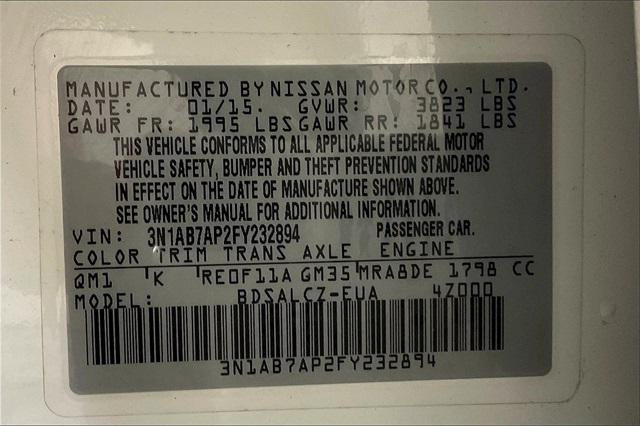 MANUFACTURED BY NISSAN MOTOR CO., LTD.
DATE: 01/15. GVWR: 3823 LBS
GAWR FR: 1995 LBS GAWR RR: 1841 LBS
THIS VEHICLE CONFORMS TO ALL APPLICABLE FEDERAL MOTOR
VEHICLE SAFETY, BUMPER AND THEFT PREVENTION STANDARDS
IN EFFECT ON THE DATE OF MANUFACTURE SHOWN ABOVE.
SEE OWNER'S MANUAL FOR ADDITIONAL INFORMATION.
VIN: 3N1AB7AP2FY232894 PASSENGER CAR.
COLOR TRIM TRANS AXLE ENGINE
QM1 K RE0F11A GM35 MRA8DE 1798 CC
MODEL: BDSALCZ-EUA 4Z000
3N1AB7AP2FY232894